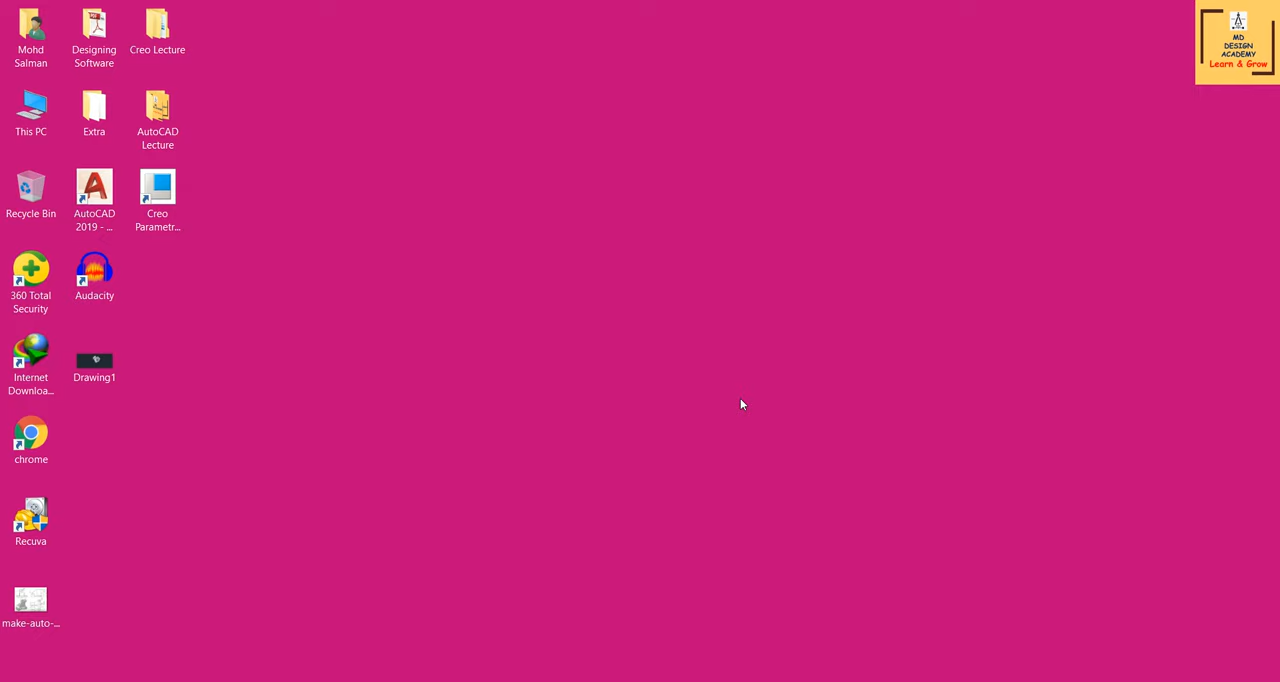 Mohd
Salman
Designing
Software
Creo Lecture
This PC
Extra
AutoCAD
Lecture
Recycle Bin
AutoCAD
2019 - ...
Creo
Parametr...
360 Total
Security
Audacity
Internet
Downloa...
Drawing1
chrome
Recuva
make-auto-...
MD
DESIGN
ACADEMY
Learn & Grow